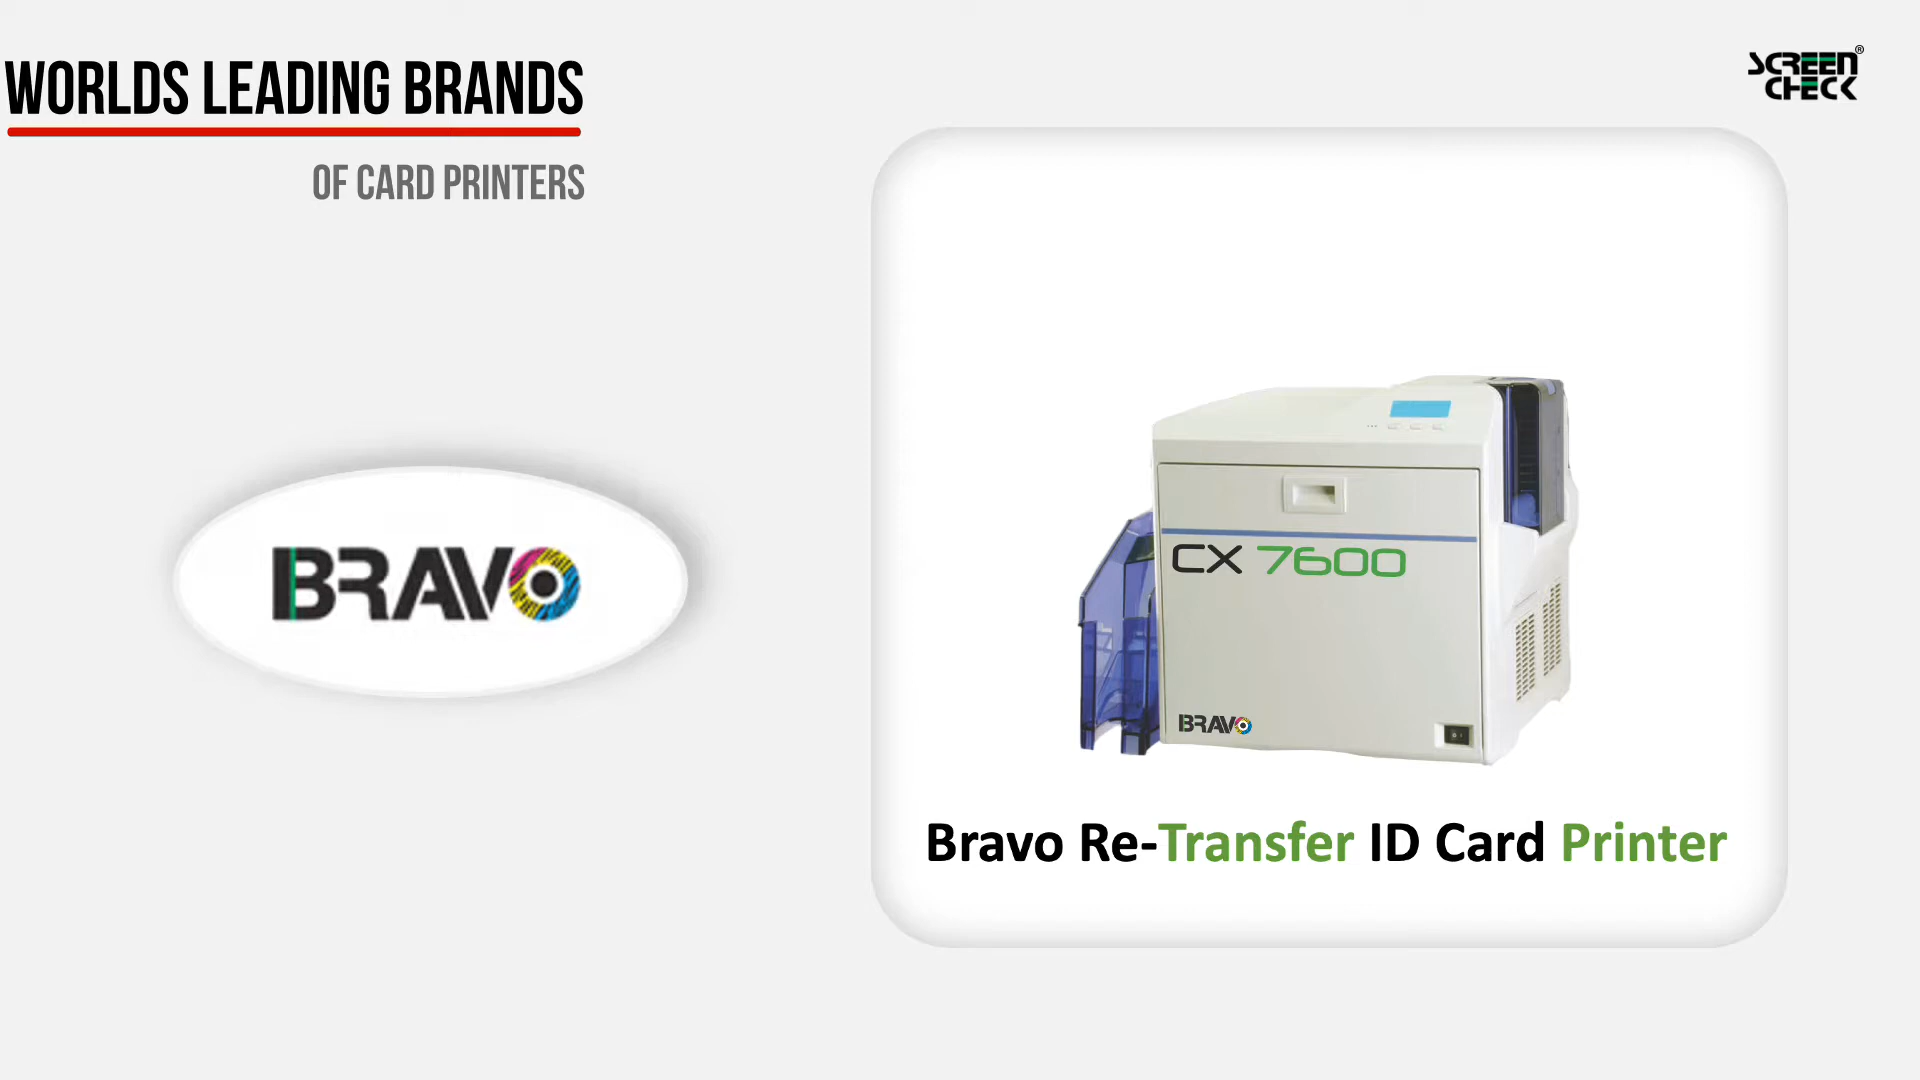 WORLDS LEADING BRANDS
OF CARD PRINTERS
SCREEN®
CHECK
BRAVO
CX 7600
BRAVO
Bravo Re-Transfer ID Card Printer